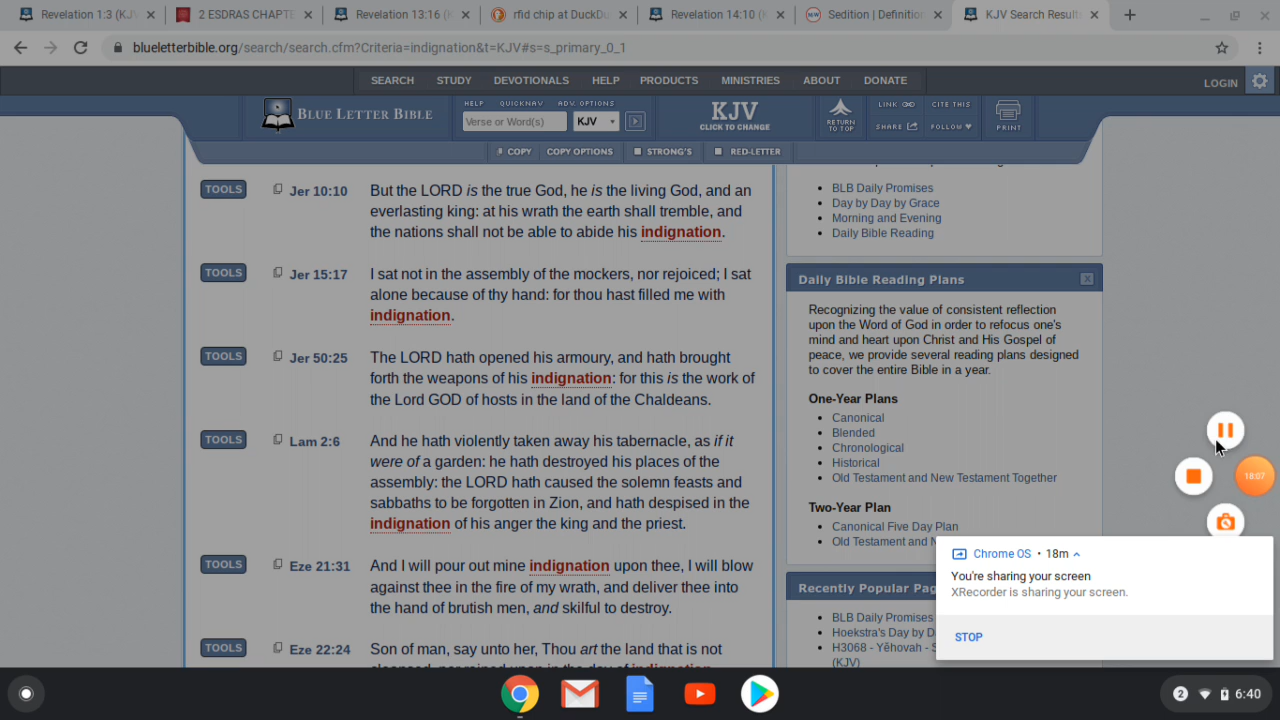 Revelation 1:3 (KJV
2 ESDRAS CHAPTE
Revelation 13:16 (K
rfid chip at DuckDu
Revelation 14:10 (
Sedition | Definitio
KJV Search Result
blueletterbible.org/search/search.cfm?Criteria=indignation&t=KJV#s=s_primary_0_1
SEARCH STUDY DEVOTIONALS HELP PRODUCTS MINISTRIES ABOUT DONATE
LOGIN
BLUE LETTER BIBLE
HELP QUICKNAV ADV. OPTIONS
Verse or Word(s) KJV
KJV
CLICK TO CHANGE
RETURN
TO TOP
LINK CITE THIS
SHARE FOLLOW
PRINT
COPY COPY OPTIONS STRONG'S RED-LETTER
TOOLS Jer 10:10 But the LORD is the true God, he is the living God, and an
everlasting king: at his wrath the earth shall tremble, and
the nations shall not be able to abide his indignation.
TOOLS Jer 15:17 I sat not in the assembly of the mockers, nor rejoiced; I sat
alone because of thy hand: for thou hast filled me with
indignation.
TOOLS Jer 50:25 The LORD hath opened his armoury, and hath brought
forth the weapons of his indignation: for this is the work of
the Lord GOD of hosts in the land of the Chaldeans.
TOOLS Lam 2:6 And he hath violently taken away his tabernacle, as if it
were of a garden: he hath destroyed his places of the
assembly: the LORD hath caused the solemn feasts and
sabbaths to be forgotten in Zion, and hath despised in the
indignation of his anger the king and the priest.
TOOLS Eze 21:31 And I will pour out mine indignation upon thee, I will blow
against thee in the fire of my wrath, and deliver thee into
the hand of brutish men, and skilful to destroy.
TOOLS Eze 22:24 Son of man, say unto her, Thou art the land that is not
cleansed, nor rained upon in the day of indignation.
BLB Daily Promises
Day by Day by Grace
Morning and Evening
Daily Bible Reading
Daily Bible Reading Plans
Recognizing the value of consistent reflection
upon the Word of God in order to refocus one's
mind and heart upon Christ and His Gospel of
peace, we provide several reading plans designed
to cover the entire Bible in a year.
One-Year Plans
Canonical
Blended
Chronological
Historical
Old Testament and New Testament Together
Two-Year Plan
Canonical Five Day Plan
Old Testament and N
Recently Popular Pag
BLB Daily Promises
Hoekstra's Day by D
H3068 - Yĕhovah - S
(KJV)
18:07
Chrome OS • 18m
You're sharing your screen
XRecorder is sharing your screen.
STOP
2 6:40